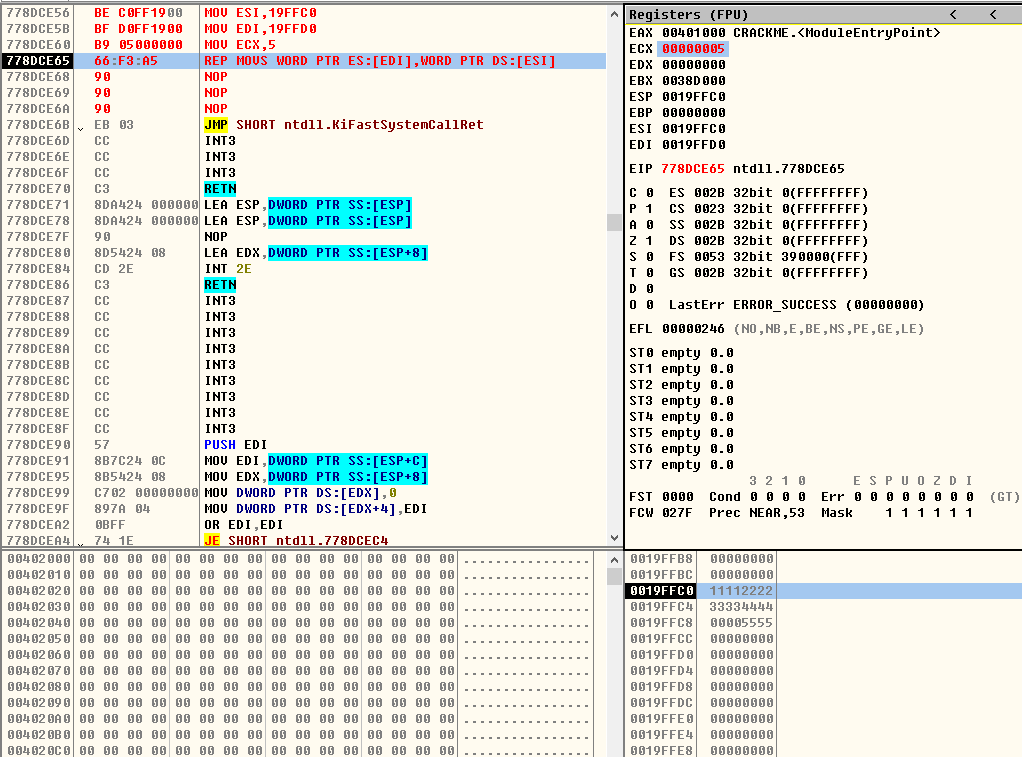 778DCE56 BE C0FF1900 MOV ESI,19FFC0
778DCE5B BF D0FF1900 MOV EDI,19FFD0
778DCE60 B9 05000000 MOV ECX,5
778DCE65 66:F3:A5 REP MOVS WORD PTR ES:[EDI],WORD PTR DS:[ESI]
778DCE68 90 NOP
778DCE69 90 NOP
778DCE6A 90 NOP
778DCE6B EB 03 JMP SHORT ntdll.KiFastSystemCallRet
778DCE6D CC INT3
778DCE6E CC INT3
778DCE6F CC INT3
778DCE70 C3 RETN
778DCE71 8DA424 000000 LEA ESP,DWORD PTR SS:[ESP]
778DCE78 8DA424 000000 LEA ESP,DWORD PTR SS:[ESP]
778DCE7F 90 NOP
778DCE80 8D5424 08 LEA EDX,DWORD PTR SS:[ESP+8]
778DCE84 CD 2E INT 2E
778DCE86 C3 RETN
778DCE87 CC INT3
778DCE88 CC INT3
778DCE89 CC INT3
778DCE8A CC INT3
778DCE8B CC INT3
778DCE8C CC INT3
778DCE8D CC INT3
778DCE8E CC INT3
778DCE8F CC INT3
778DCE90 57 PUSH EDI
778DCE91 8B7C24 0C MOV EDI,DWORD PTR SS:[ESP+C]
778DCE95 8B5424 08 MOV EDX,DWORD PTR SS:[ESP+8]
778DCE99 C702 00000000 MOV DWORD PTR DS:[EDX],0
778DCE9F 897A 04 MOV DWORD PTR DS:[EDX+4],EDI
778DCEA2 0BFF OR EDI,EDI
778DCEA4 74 1E JE SHORT ntdll.778DCEC4
Registers (FPU) < <
EAX 00401000 CRACKME.<ModuleEntryPoint>
ECX 00000005
EDX 00000000
EBX 0038D000
ESP 0019FFC0
EBP 00000000
ESI 0019FFC0
EDI 0019FFD0
EIP 778DCE65 ntdll.778DCE65
C 0 ES 002B 32bit 0(FFFFFFFF)
P 1 CS 0023 32bit 0(FFFFFFFF)
A 0 SS 002B 32bit 0(FFFFFFFF)
Z 1 DS 002B 32bit 0(FFFFFFFF)
S 0 FS 0053 32bit 390000(FFF)
T 0 GS 002B 32bit 0(FFFFFFFF)
D 0
O 0 LastErr ERROR_SUCCESS (00000000)
EFL 00000246 (NO,NB,E,BE,NS,PE,GE,LE)
ST0 empty 0.0
ST1 empty 0.0
ST2 empty 0.0
ST3 empty 0.0
ST4 empty 0.0
ST5 empty 0.0
ST6 empty 0.0
ST7 empty 0.0
3 2 1 0 E S P U O Z D I
FST 0000 Cond 0 0 0 0 Err 0 0 0 0 0 0 0 0 (GT)
FCW 027F Prec NEAR,53 Mask 1 1 1 1 1 1
00402000 00 00 00 00 00 00 00 00 00 00 00 00 00 00 00 00 ................
00402010 00 00 00 00 00 00 00 00 00 00 00 00 00 00 00 00 ................
00402020 00 00 00 00 00 00 00 00 00 00 00 00 00 00 00 00 ................
00402030 00 00 00 00 00 00 00 00 00 00 00 00 00 00 00 00 ................
00402040 00 00 00 00 00 00 00 00 00 00 00 00 00 00 00 00 ................
00402050 00 00 00 00 00 00 00 00 00 00 00 00 00 00 00 00 ................
00402060 00 00 00 00 00 00 00 00 00 00 00 00 00 00 00 00 ................
00402070 00 00 00 00 00 00 00 00 00 00 00 00 00 00 00 00 ................
00402080 00 00 00 00 00 00 00 00 00 00 00 00 00 00 00 00 ................
00402090 00 00 00 00 00 00 00 00 00 00 00 00 00 00 00 00 ................
004020A0 00 00 00 00 00 00 00 00 00 00 00 00 00 00 00 00 ................
004020B0 00 00 00 00 00 00 00 00 00 00 00 00 00 00 00 00 ................
004020C0 00 00 00 00 00 00 00 00 00 00 00 00 00 00 00 00 ................
0019FFB8 00000000
0019FFBC 00000000
0019FFC0 11112222
0019FFC4 33334444
0019FFC8 00005555
0019FFCC 00000000
0019FFD0 00000000
0019FFD4 00000000
0019FFD8 00000000
0019FFDC 00000000
0019FFE0 00000000
0019FFE4 00000000
0019FFE8 00000000